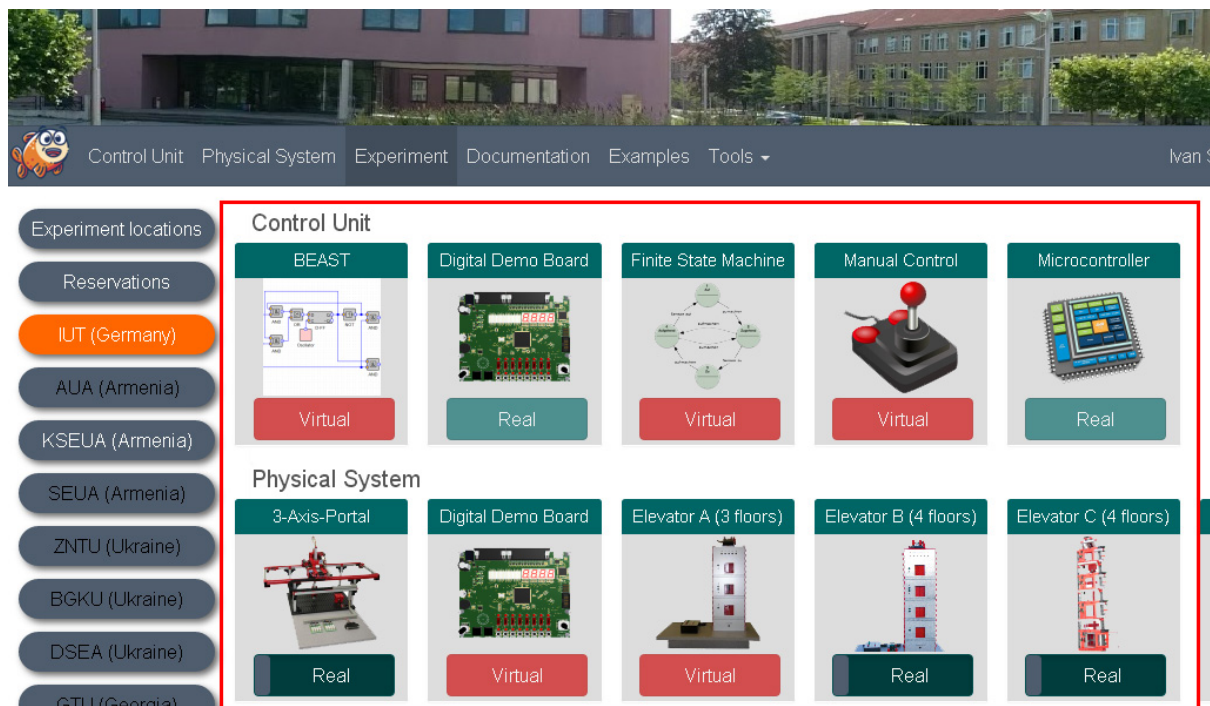 Control Unit Physical System Experiment Documentation Examples Tools Ivan
Experiment locations
Reservations
IUT (Germany)
AUA (Armenia)
KSEUA (Armenia)
SEUA (Armenia)
ZNTU (Ukraine)
BGKU (Ukraine)
DSEA (Ukraine)
GTU (Georgia)
Control Unit
BEAST Digital Demo Board Finite State Machine Manual Control Microcontroller
Virtual Real Virtual Virtual Real
Physical System
3-Axis-Portal Digital Demo Board Elevator A (3 floors) Elevator B (4 floors) Elevator C (4 floors)
Real Virtual Virtual Real Real